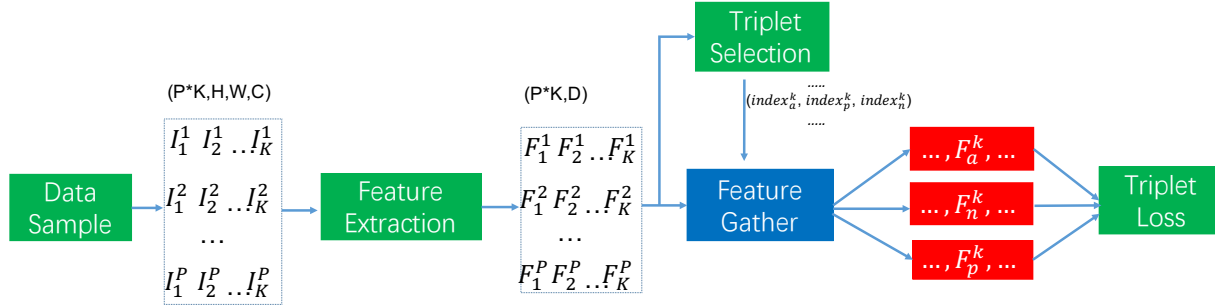 Data
Sample
(P*K,H,W,C)
I_1^1 I_2^1 …I_K^1
I_1^2 I_2^2 …I_K^2
…
I_1^P I_2^P …I_K^P
Feature
Extraction
(P*K,D)
F_1^1 F_2^1 …F_K^1
F_1^2 F_2^2 …F_K^2
…
F_1^P F_2^P …F_K^P
Triplet
Selection
.....
(index_a^k, index_p^k, index_n^k)
.....
Feature
Gather
…, F_a^k, …
…, F_n^k, …
…, F_p^k, …
Triplet
Loss